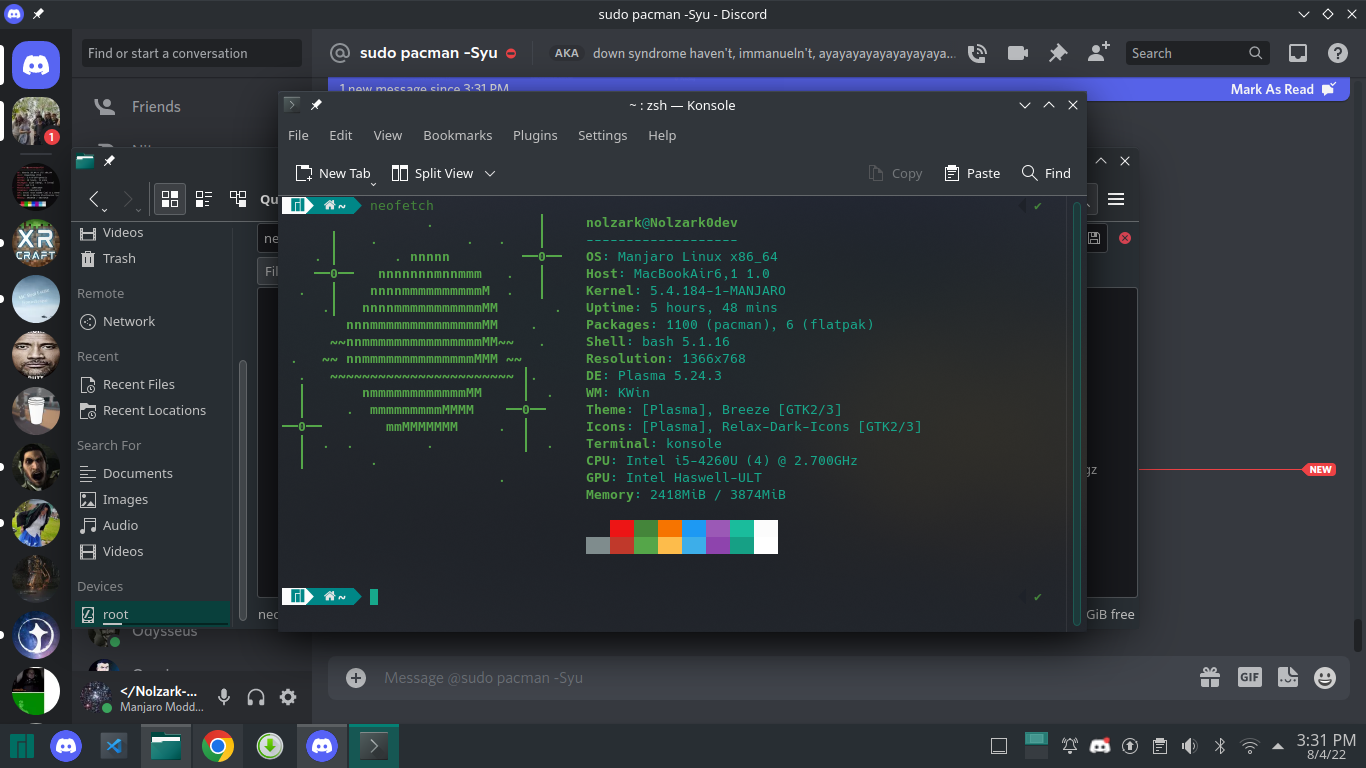 sudo pacman -Syu - Discord
Find or start a conversation
@ sudo pacman -Syu
AKA
down syndrome haven't, immanueln't, ayayayayayayayayaya...
Search
1 new message since 3:31 PM
Mark As Read
1
Friends
~ : zsh — Konsole
File Edit View Bookmarks Plugins Settings Help
New Tab Split View Copy Paste Find
Qu
Videos
Trash
Remote
Network
Recent
Recent Files
Recent Locations
Search For
Documents
Images
Audio
Videos
Devices
root
ne
Fil
neo
XR
CRAFT
~ neofetch ✔
nolzark@Nolzark0dev
-------------------
OS: Manjaro Linux x86_64
Host: MacBookAir6,1 1.0
Kernel: 5.4.184-1-MANJARO
Uptime: 5 hours, 48 mins
Packages: 1100 (pacman), 6 (flatpak)
Shell: bash 5.1.16
Resolution: 1366x768
DE: Plasma 5.24.3
WM: KWin
Theme: [Plasma], Breeze [GTK2/3]
Icons: [Plasma], Relax-Dark-Icons [GTK2/3]
Terminal: konsole
CPU: Intel i5-4260U (4) @ 2.700GHz
GPU: Intel Haswell-ULT
Memory: 2418MiB / 3874MiB
~ ✔
gz
NEW
GiB free
Odysseus
Message @sudo pacman -Syu
GIF
</Nolzark-...
Manjaro Modd...
3:31 PM
8/4/22